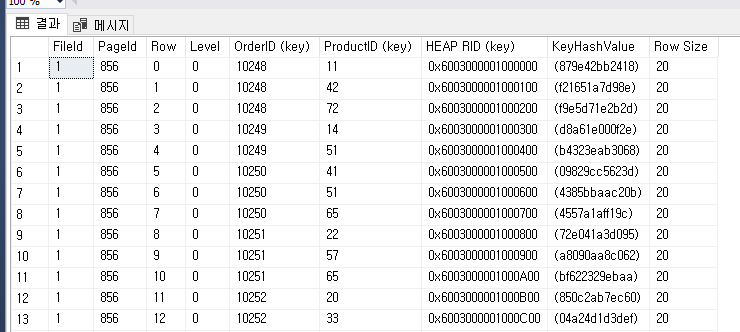 100 %
결과 메시지
FileId PageId Row Level OrderID (key) ProductID (key) HEAP RID (key) KeyHashValue Row Size
1 1 856 0 0 10248 11 0x6003000001000000 (879e42bb2418) 20
2 1 856 1 0 10248 42 0x6003000001000100 (f21651a7d98e) 20
3 1 856 2 0 10248 72 0x6003000001000200 (f9e5d71e2b2d) 20
4 1 856 3 0 10249 14 0x6003000001000300 (d8a61e000f2e) 20
5 1 856 4 0 10249 51 0x6003000001000400 (b4323eab3068) 20
6 1 856 5 0 10250 41 0x6003000001000500 (09829cc5623d) 20
7 1 856 6 0 10250 51 0x6003000001000600 (4385bbaac20b) 20
8 1 856 7 0 10250 65 0x6003000001000700 (4557a1aff19c) 20
9 1 856 8 0 10251 22 0x6003000001000800 (72e041a3d095) 20
10 1 856 9 0 10251 57 0x6003000001000900 (a8090aa8c062) 20
11 1 856 10 0 10251 65 0x6003000001000A00 (bf622329ebaa) 20
12 1 856 11 0 10252 20 0x6003000001000B00 (850c2ab7ec60) 20
13 1 856 12 0 10252 33 0x6003000001000C00 (04a24d1d3def) 20